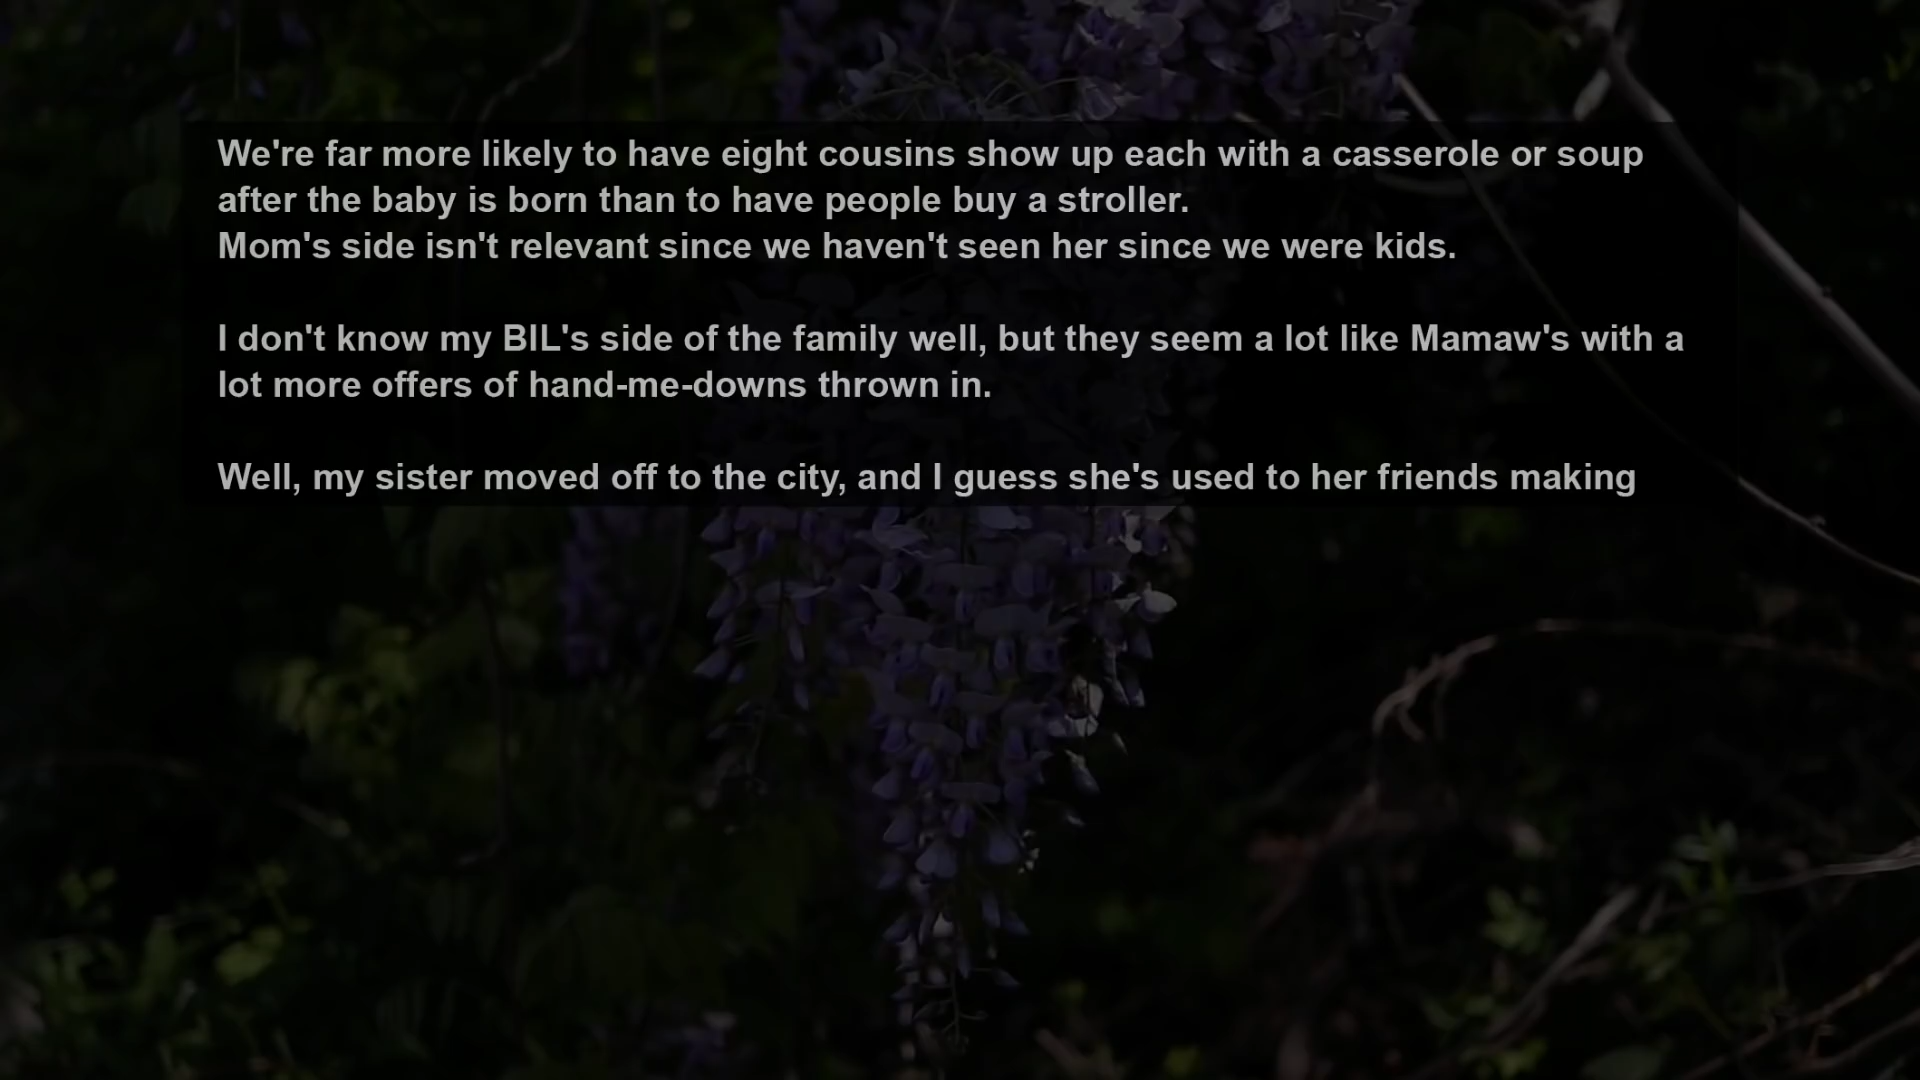 We're far more likely to have eight cousins show up each with a casserole or soup
after the baby is born than to have people buy a stroller.
Mom's side isn't relevant since we haven't seen her since we were kids.
I don't know my BIL's side of the family well, but they seem a lot like Mamaw's with a
lot more offers of hand-me-downs thrown in.
Well, my sister moved off to the city, and I guess she's used to her friends making